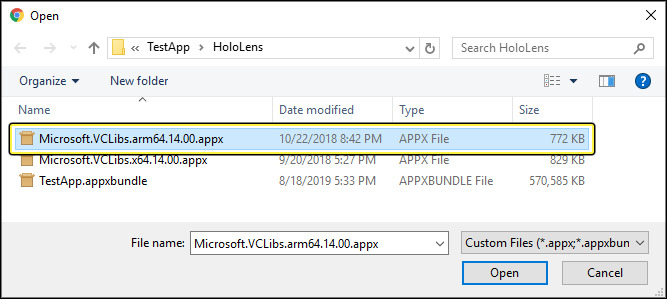 Open
« TestApp > HoloLens
Search HoloLens
Organize
New folder
?
Name Date modified Type Size
Microsoft.VCLibs.arm64.14.00.appx 10/22/2018 8:42 PM APPX File 772 KB
Microsoft.VCLibs.x64.14.00.appx 9/20/2018 5:27 PM APPX File 829 KB
TestApp.appxbundle 8/18/2019 5:33 PM APPXBUNDLE File 570,585 KB
File name: Microsoft.VCLibs.arm64.14.00.appx Custom Files (*.appx;*.appxbun
Open Cancel